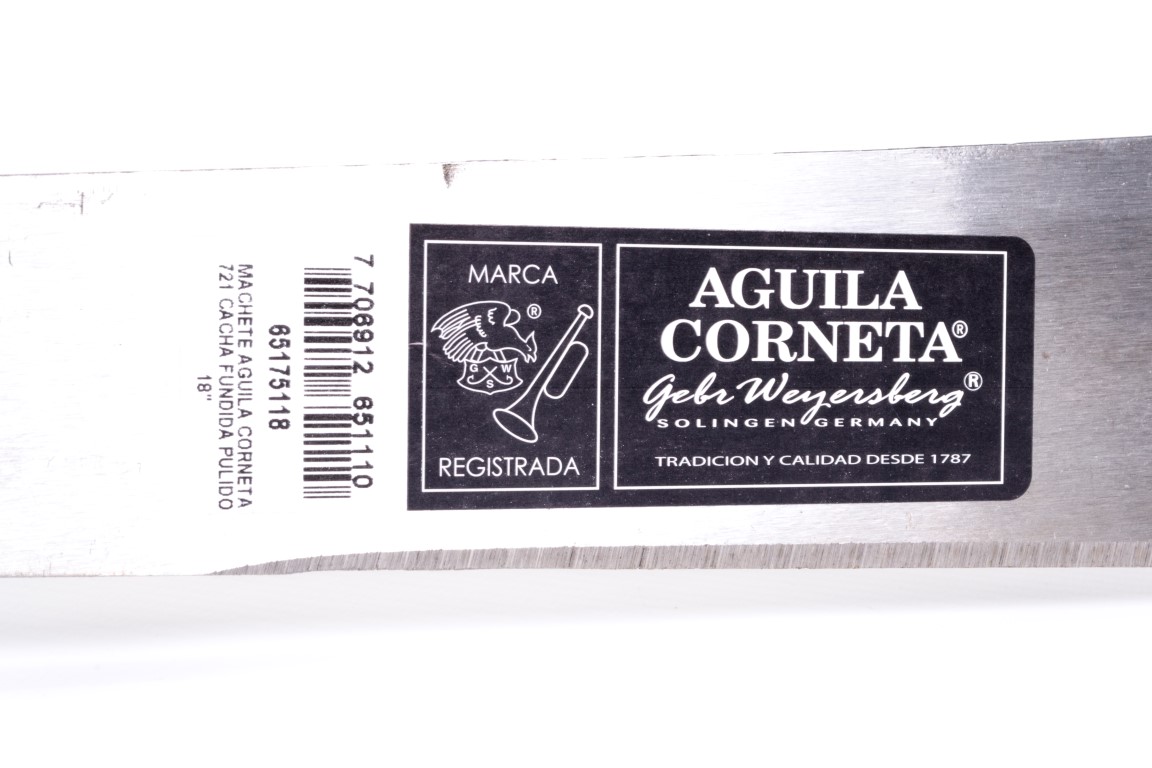 MARCA
®
G W
S
REGISTRADA
AGUILA
CORNETA®
Gebr Weyersberg®
SOLINGEN GERMANY
TRADICION Y CALIDAD DESDE 1787
7 706912 651110
65175118
MACHETE AGUILA CORNETA
721 CACHA FUNDIDA PULIDO
18"